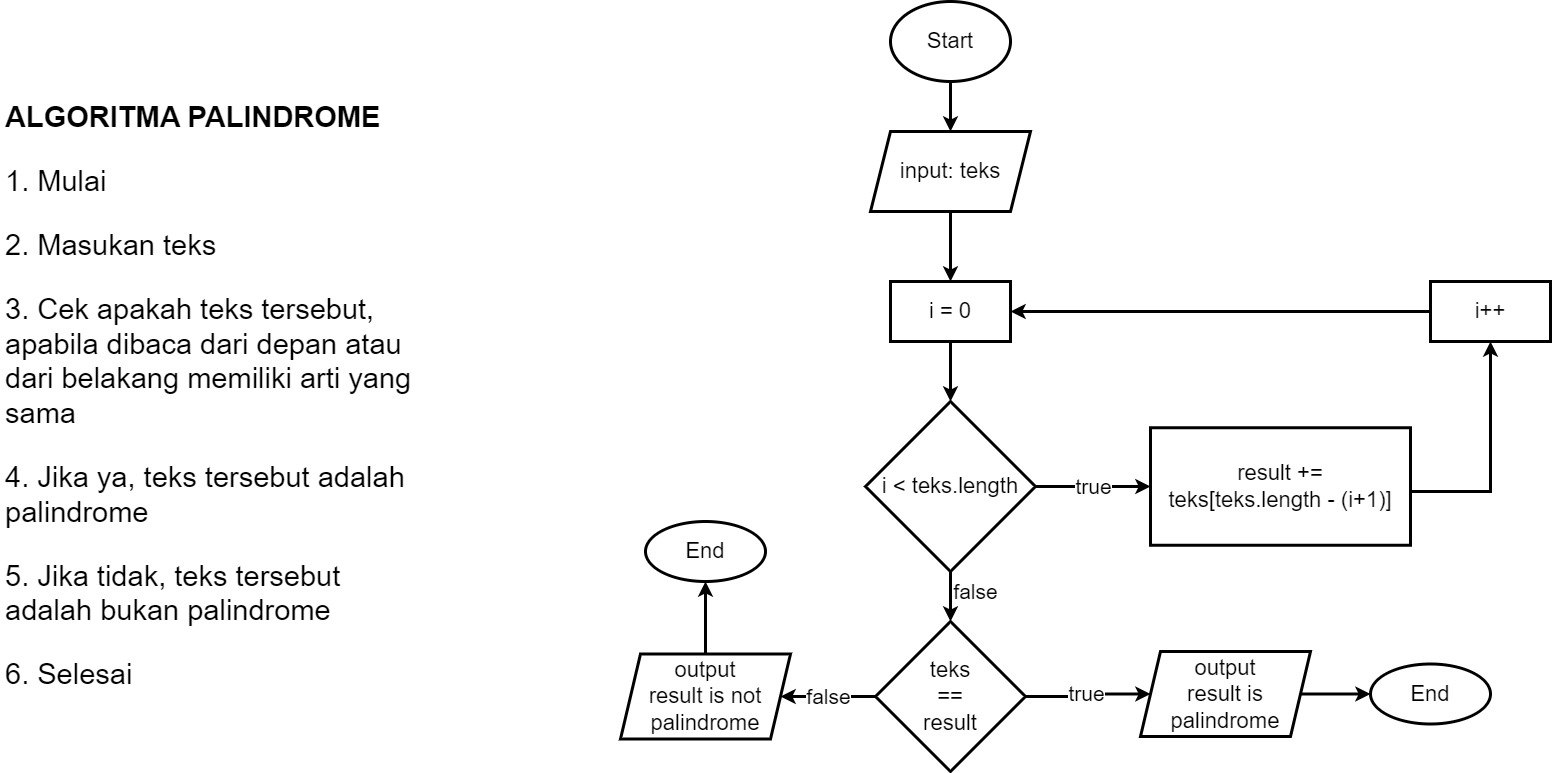 ALGORITMA PALINDROME
1. Mulai
2. Masukan teks
3. Cek apakah teks tersebut,
apabila dibaca dari depan atau
dari belakang memiliki arti yang
sama
4. Jika ya, teks tersebut adalah
palindrome
5. Jika tidak, teks tersebut
adalah bukan palindrome
6. Selesai
Start
input: teks
i = 0
i++
i < teks.length
true
result +=
teks[teks.length - (i+1)]
false
teks
==
result
true
output
result is
palindrome
End
false
output
result is not
palindrome
End